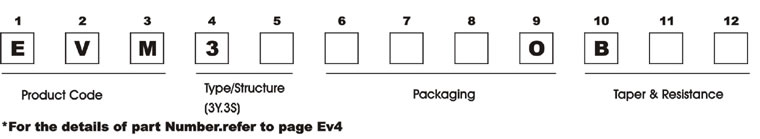 1 2 3 4 5 6 7 8 9 10 11 12
E V M 3 O B
Product Code Type/Structure Packaging Taper & Resistance
(3Y.3S)
*For the details of part Number.refer to page Ev4